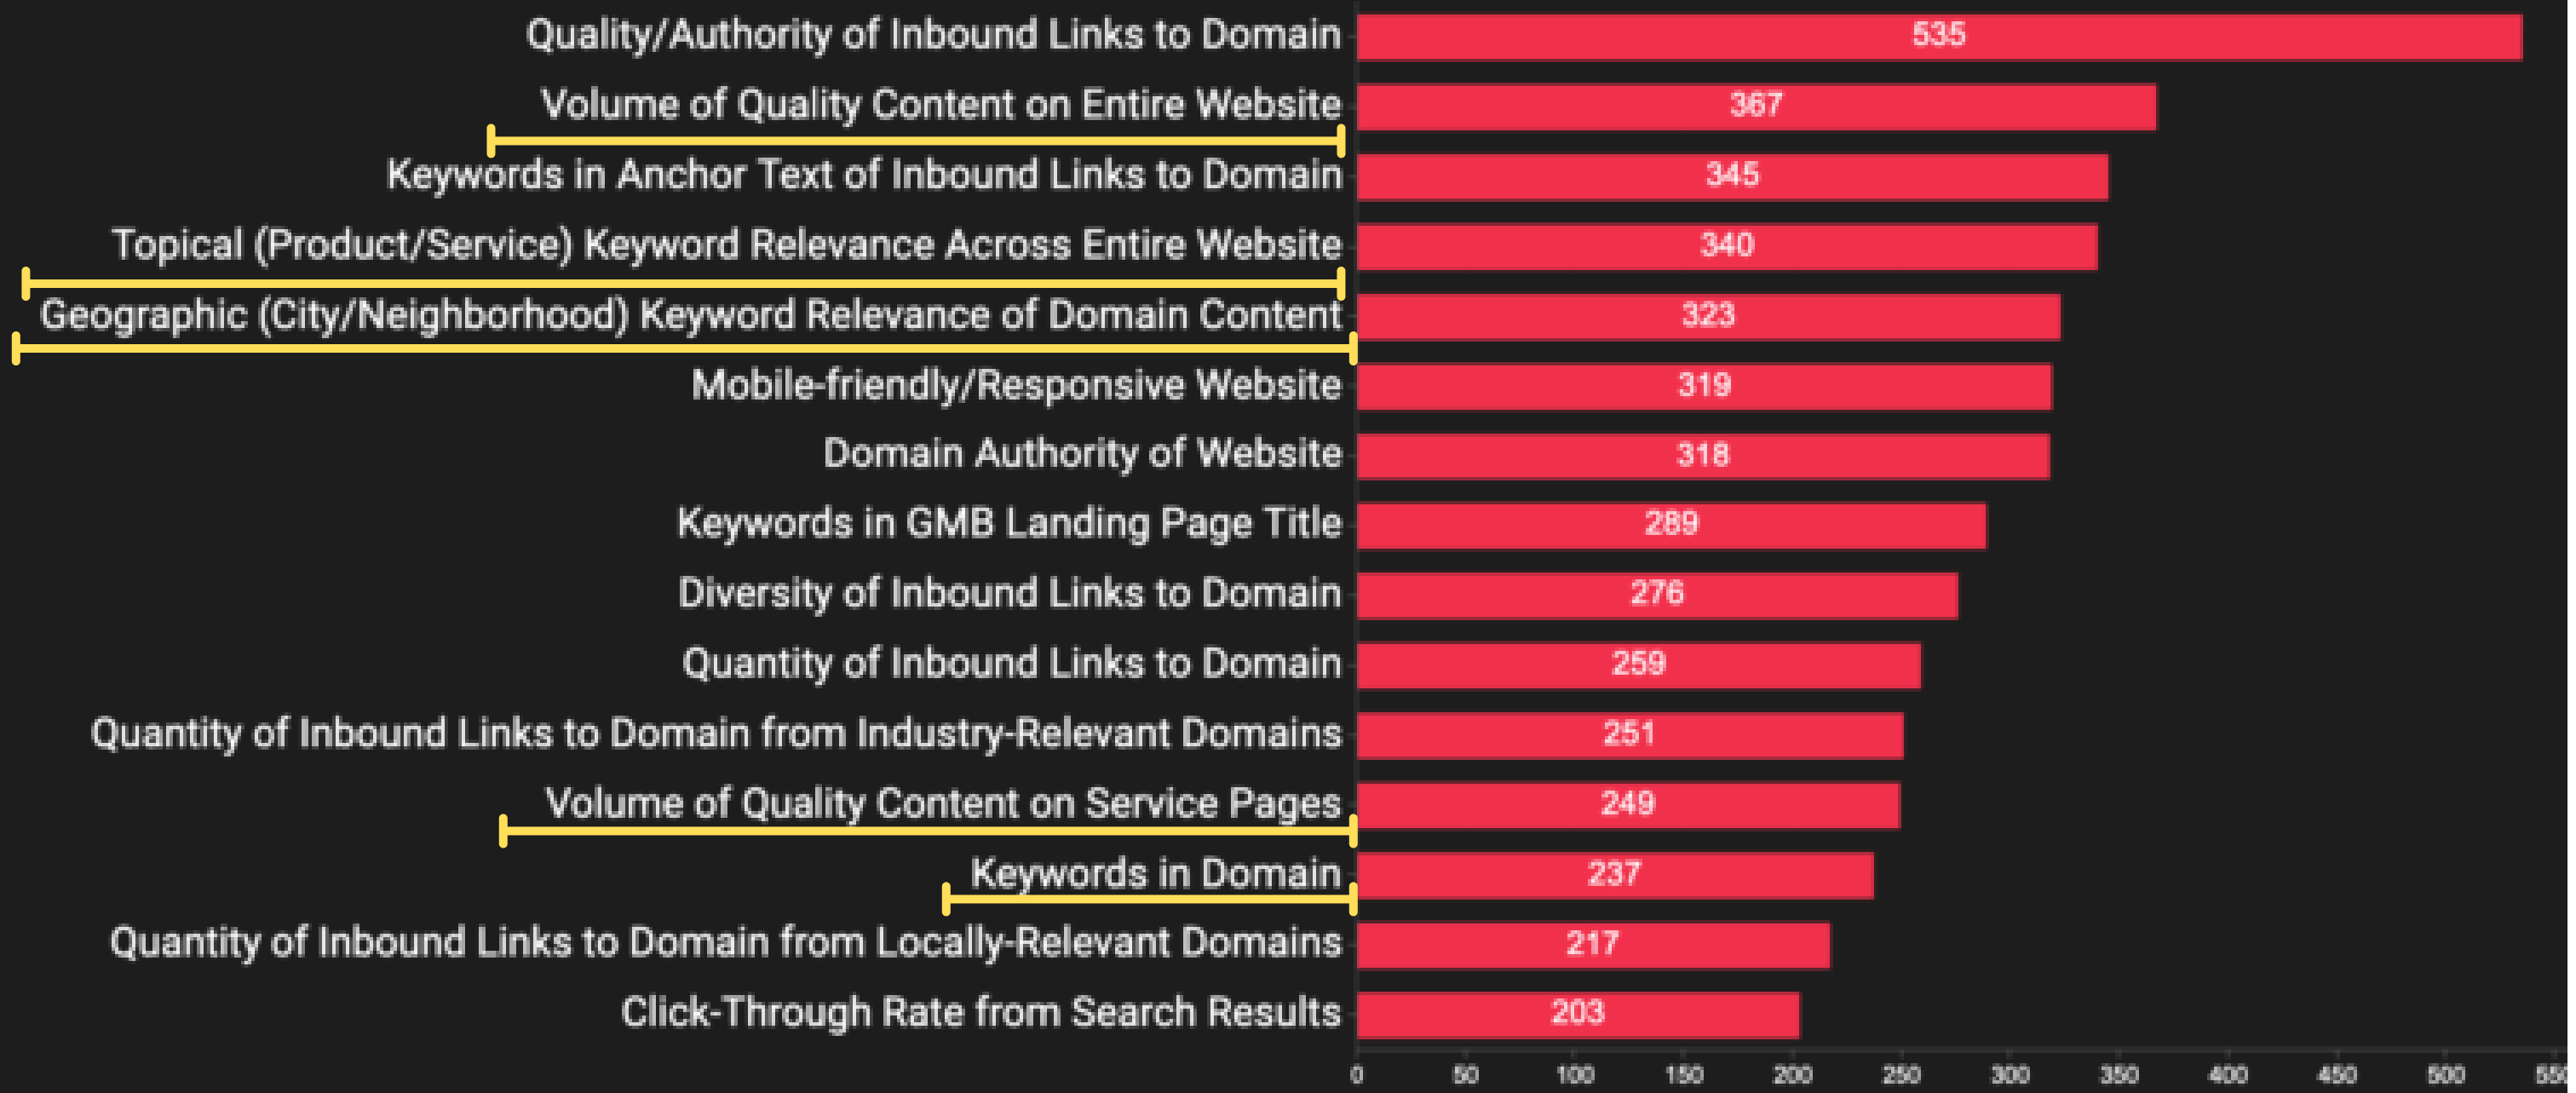 Quality/Authority of Inbound Links to Domain 535
Volume of Quality Content on Entire Website 367
Keywords in Anchor Text of Inbound Links to Domain 345
Topical (Product/Service) Keyword Relevance Across Entire Website 340
Geographic (City/Neighborhood) Keyword Relevance of Domain Content 323
Mobile-friendly/Responsive Website 319
Domain Authority of Website 318
Keywords in GMB Landing Page Title 289
Diversity of Inbound Links to Domain 276
Quantity of Inbound Links to Domain 259
Quantity of Inbound Links to Domain from Industry-Relevant Domains 251
Volume of Quality Content on Service Pages 249
Keywords in Domain 237
Quantity of Inbound Links to Domain from Locally-Relevant Domains 217
Click-Through Rate from Search Results 203
0 50 100 150 200 250 300 350 400 450 500 550